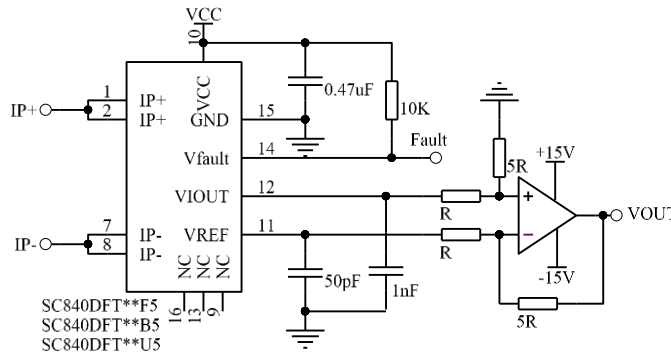 VCC
10
VCC
1
IP+
IP+
2
IP+
GND
15
0.47uF
10K
Fault
Vfault
14
5R
+15V
VIOUT
12
R
+
VOUT
7
IP-
VREF
11
R
-
IP-
8
IP-
NC
NC
NC
-15V
50pF
1nF
5R
16
13
9
SC840DFT**F5
SC840DFT**B5
SC840DFT**U5